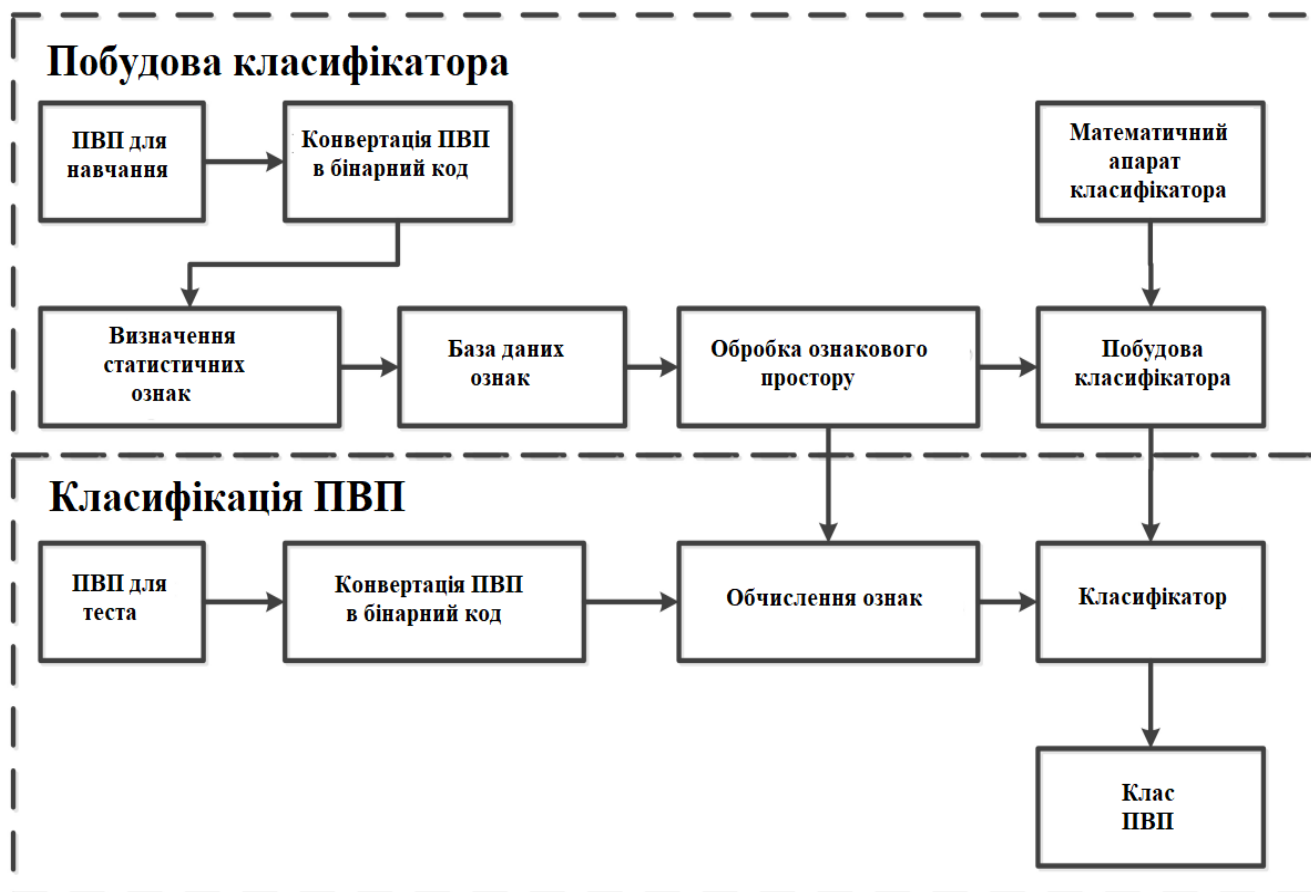 Побудова класифікатора
ПВП для
навчання
Конвертація ПВП
в бінарний код
Математичний
апарат
класифікатора
Визначення
статистичних
ознак
База даних
ознак
Обробка ознакового
простору
Побудова
класифікатора
Класифікація ПВП
ПВП для
теста
Конвертація ПВП
в бінарний код
Обчислення ознак
Класифікатор
Клас
ПВП